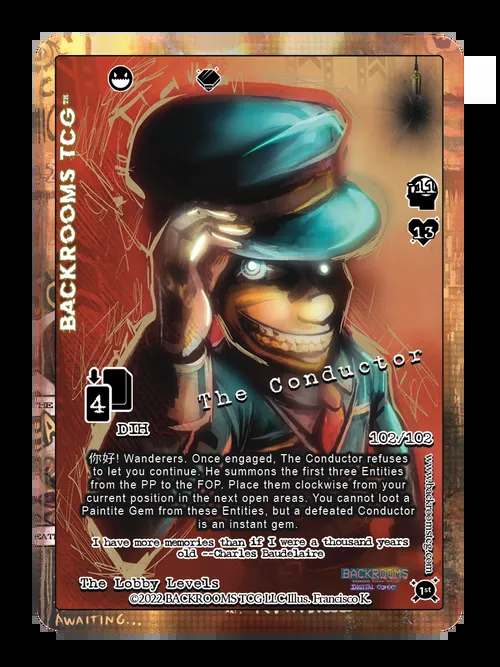 BACKROOMS TCG™
11
13
The Conductor
4
DIH
102/102
你好! Wanderers. Once engaged, The Conductor refuses
to let you continue. He summons the first three Entities
from the PP to the FOP. Place them clockwise from your
current position in the next open areas. You cannot loot a
Paintite Gem from these Entities, but a defeated Conductor
is an instant gem.
I have more memories than if I were a thousand years
old --Charles Baudelaire
www.backroomstcg.com
BACKROOMS
DIGITAL COMBAT
The Lobby Levels
©2022 BACKROOMS TCG LLC Illus. Francisco K.
1st
AWAITING...